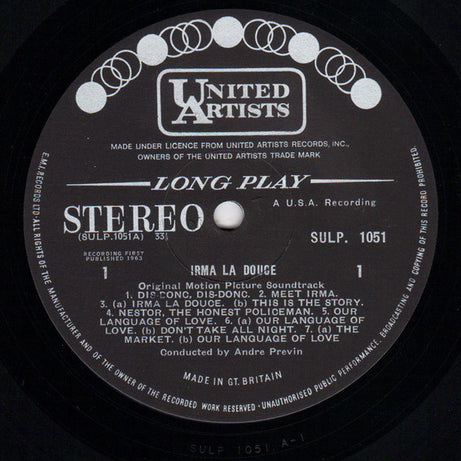 UNITED
ARTISTS
MADE UNDER LICENCE FROM UNITED ARTISTS RECORDS, INC.,
OWNERS OF THE UNITED ARTISTS TRADE MARK
LONG PLAY
STEREO
A U.S.A. Recording
(SULP.1051A) 33⅓
SULP. 1051
RECORDING FIRST
PUBLISHED 1963
1
IRMA LA DOUCE
1
Original Motion Picture Soundtrack
1. DIS-DONC, DIS-DONC. 2. MEET IRMA.
3. (a) IRMA LA DOUCE. (b) THIS IS THE STORY.
4. NESTOR, THE HONEST POLICEMAN. 5. OUR
LANGUAGE OF LOVE. 6. (a) OUR LANGUAGE OF
LOVE. (b) DON'T TAKE ALL NIGHT. 7. (a) THE
MARKET. (b) OUR LANGUAGE OF LOVE
Conducted by Andre Previn
MADE IN GT. BRITAIN
E.M.I. RECORDS LTD · ALL RIGHTS OF THE MANUFACTURER AND OF THE OWNER OF THE RECORDED WORK RESERVED · UNAUTHORISED PUBLIC PERFORMANCE, BROADCASTING AND COPYING OF THIS RECORD PROHIBITED.
SULP 1051 A-1